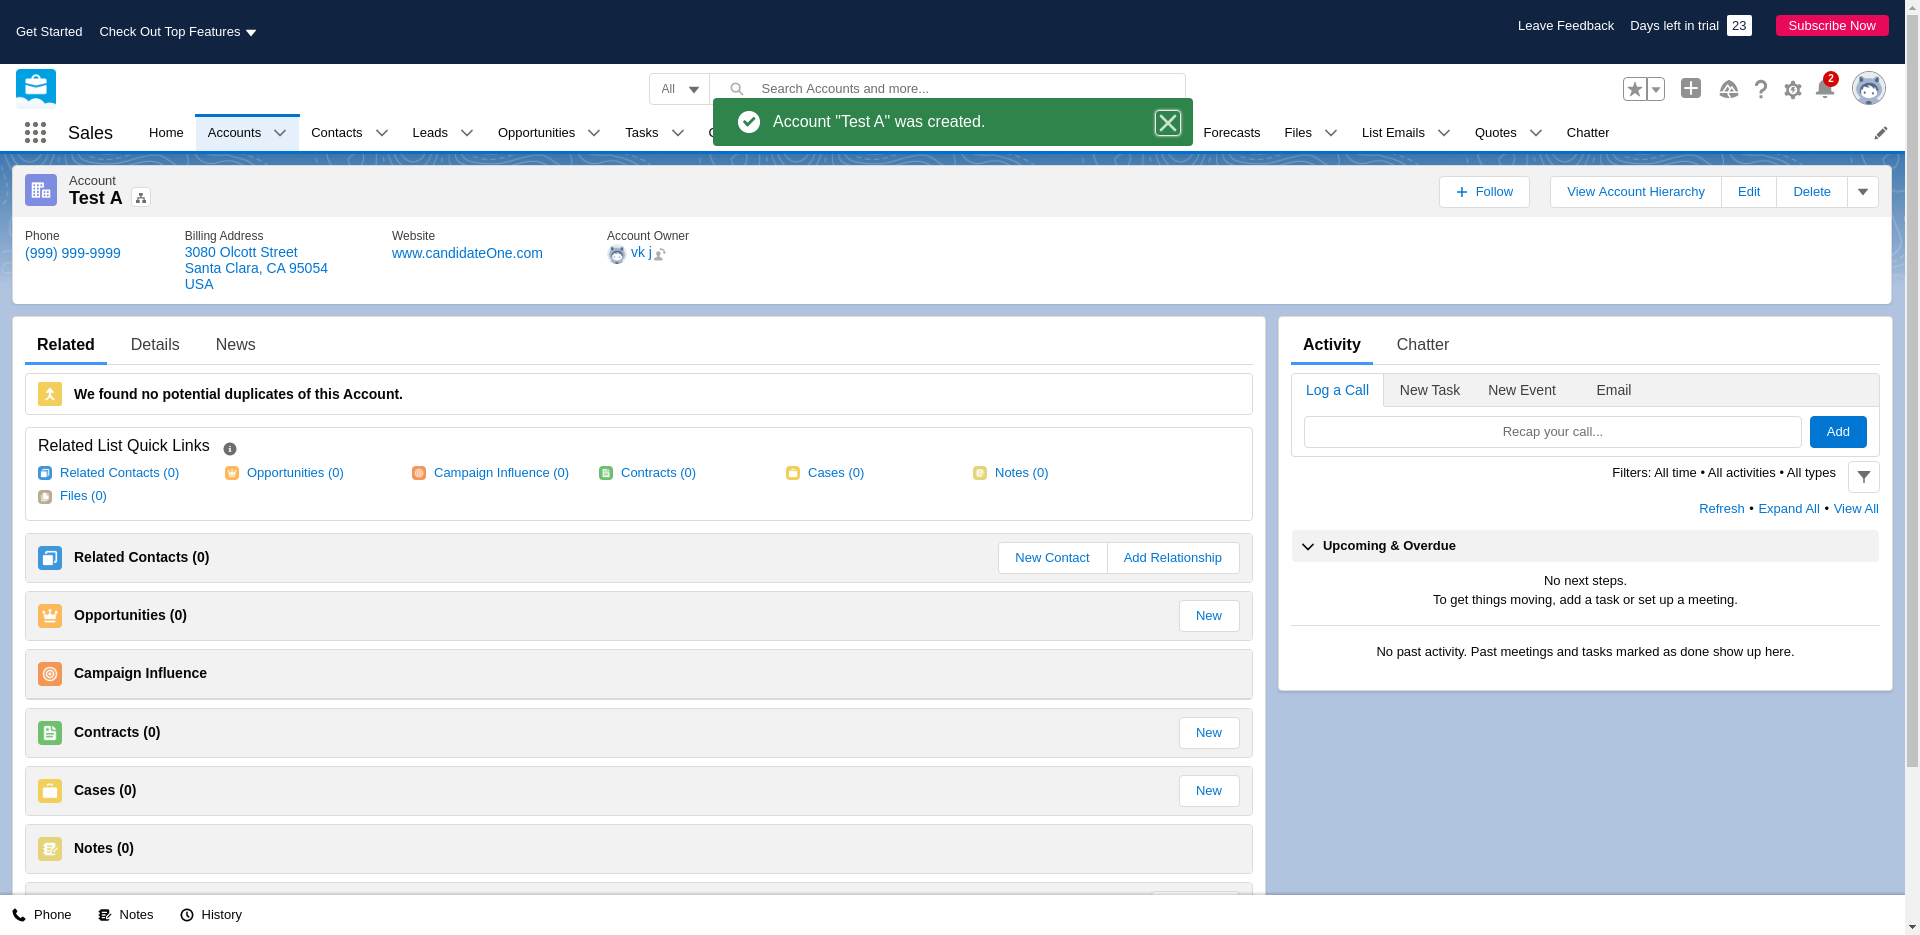 Get Started Check Out Top Features Leave Feedback Days left in trial 23 Subscribe Now
All Search Accounts and more... 2
Account "Test A" was created.
Sales Home Accounts Contacts Leads Opportunities Tasks Forecasts Files List Emails Quotes Chatter
Account
Test A
Follow View Account Hierarchy Edit Delete
Phone Billing Address Website Account Owner
(999) 999-9999 3080 Olcott Street www.candidateOne.com vk j
Santa Clara, CA 95054
USA
Related Details News
We found no potential duplicates of this Account.
Related List Quick Links
Related Contacts (0) Opportunities (0) Campaign Influence (0) Contracts (0) Cases (0) Notes (0)
Files (0)
Related Contacts (0) New Contact Add Relationship
Opportunities (0) New
Campaign Influence
Contracts (0) New
Cases (0) New
Notes (0)
Activity Chatter
Log a Call New Task New Event Email
Recap your call... Add
Filters: All time • All activities • All types
Refresh • Expand All • View All
Upcoming & Overdue
No next steps.
To get things moving, add a task or set up a meeting.
No past activity. Past meetings and tasks marked as done show up here.
Phone Notes History